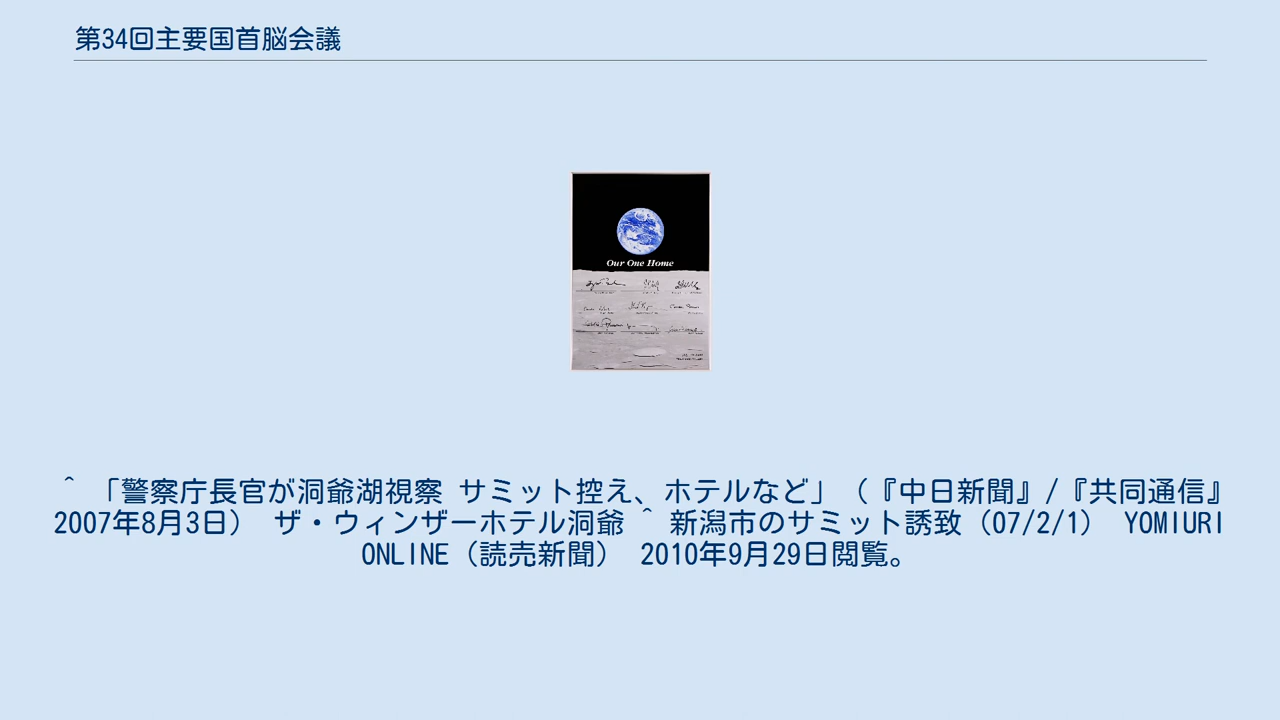 第34回主要国首脳会議
Our One Home
^ 「警察庁長官が洞爺湖視察 サミット控え、ホテルなど」（『中日新聞』/『共同通信』
2007年8月3日） ザ・ウィンザーホテル洞爺 ^ 新潟市のサミット誘致（07/2/1） YOMIURI
ONLINE（読売新聞） 2010年9月29日閲覧。